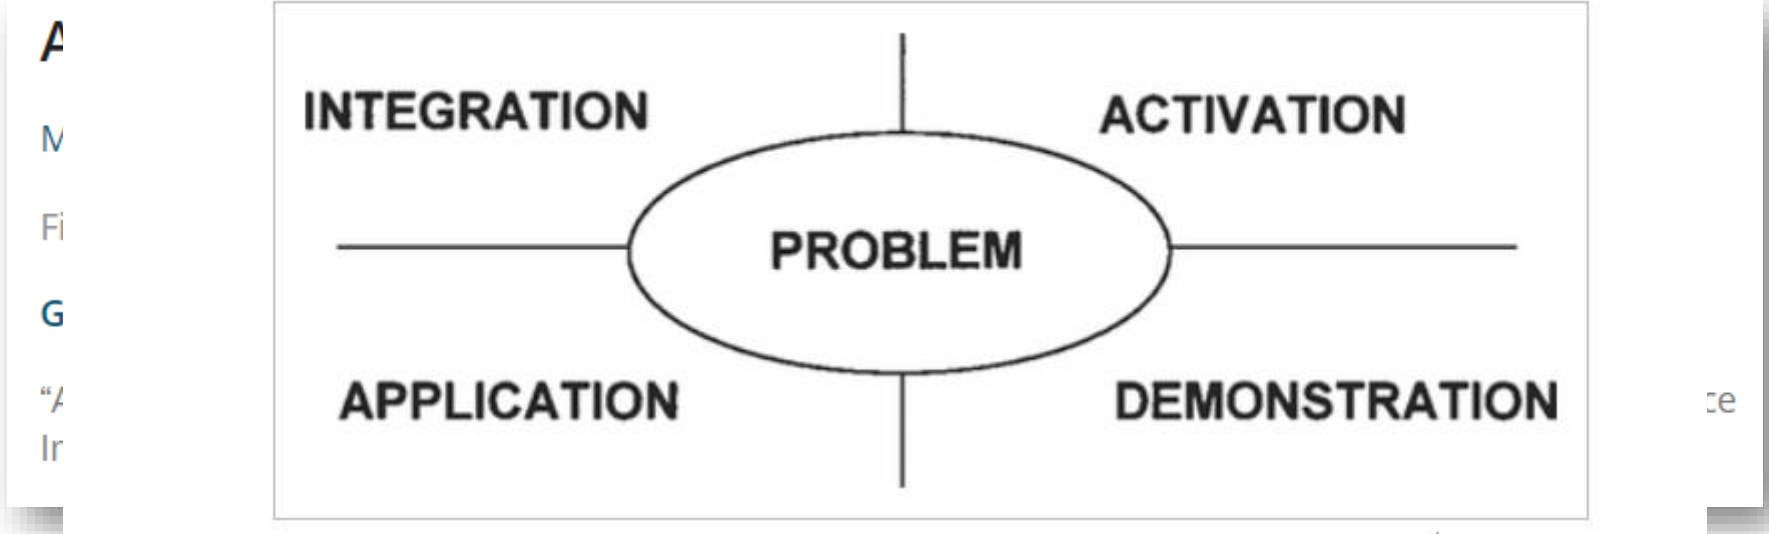 INTEGRATION
ACTIVATION
PROBLEM
APPLICATION
DEMONSTRATION